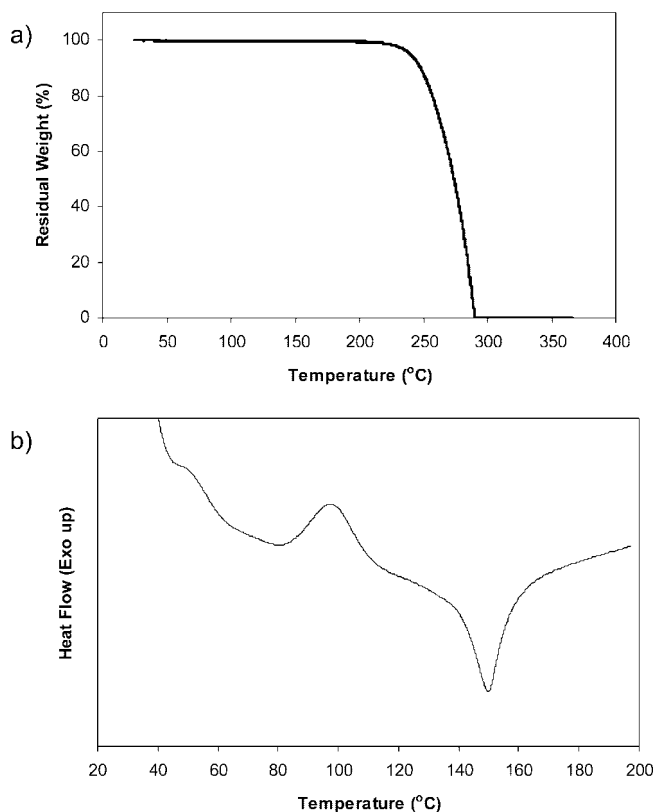 a)
100
80
60
40
20
0
Residual Weight (%)
0 50 100 150 200 250 300 350 400
Temperature (°C)
b)
Heat Flow (Exo up)
20 40 60 80 100 120 140 160 180 200
Temperature (°C)